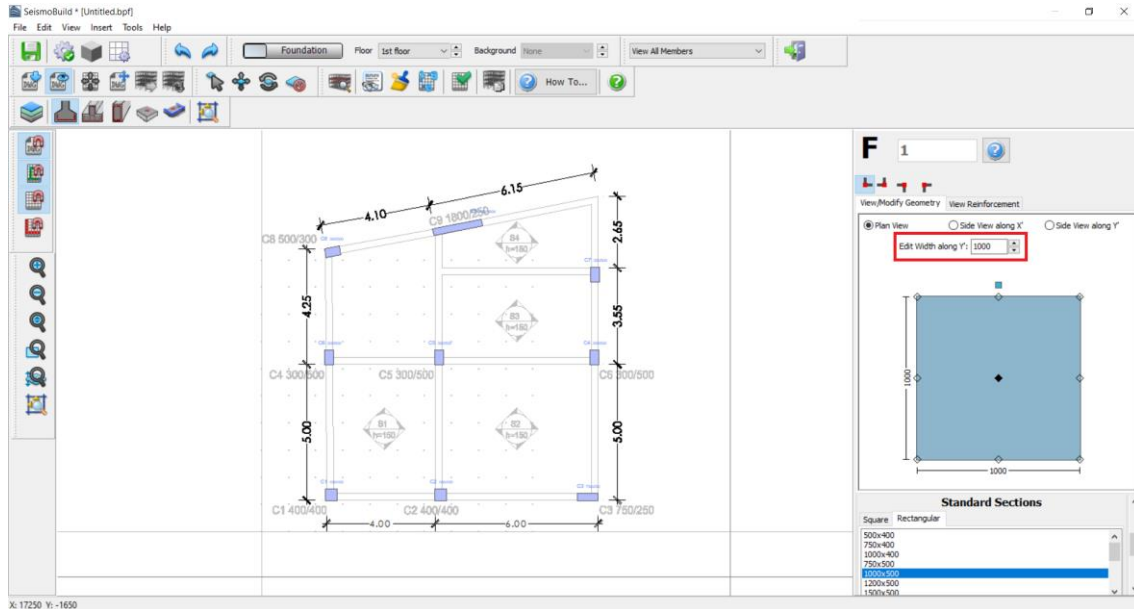 SeismoBuild * [Untitled.bpf]
File Edit View Insert Tools Help
Foundation Floor 1st floor Background None View All Members
How To...
F 1
View/Modify Geometry View Reinforcement
Plan View Side View along X' Side View along Y'
Edit Width along Y': 1000
6.15
4.10
C9 1800/250
C8 500/300
B4
h=150
2.65
4.25
B3
h=150
3.55
1000
C4 300/500 C5 300/500 C6 300/500
B1
h=150
B2
h=150
5.00
5.00
1000
C1 400/400 C2 400/400 C3 750/250
4.00 6.00
Standard Sections
Square Rectangular
500x400
750x400
1000x400
750x500
1000x500
1200x500
1500x500
X: 17250 Y: -1650